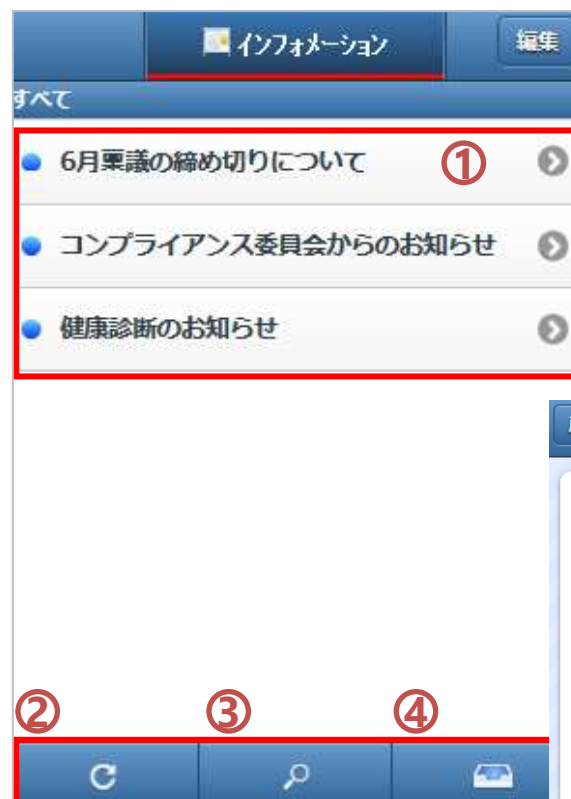 インフォメーション
編集
すべて
6月稟議の締め切りについて
①
コンプライアンス委員会からのお知らせ
健康診断のお知らせ
②
③
④